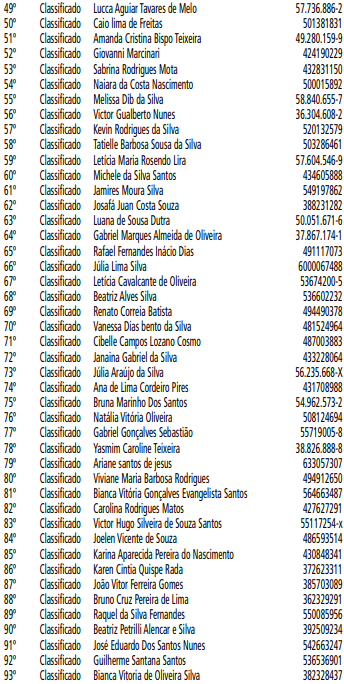 49º Classificado Lucca Aguiar Tavares de Melo 57.736.886-2
50º Classificado Caio lima de Freitas 501381831
51º Classificado Amanda Cristina Bispo Teixeira 49.280.159-9
52º Classificado Giovanni Marcinari 424190229
53º Classificado Sabrina Rodrigues Mota 432831150
54º Classificado Naiara da Costa Nascimento 500015892
55º Classificado Melissa Dib da Silva 58.840.655-7
56º Classificado Victor Gualberto Nunes 36.304.608-2
57º Classificado Kevin Rodrigues da Silva 520132579
58º Classificado Tatielle Barbosa Sousa da Silva 503286461
59º Classificado Letícia Maria Rosendo Lira 57.604.546-9
60º Classificado Michele da Silva Santos 434605888
61º Classificado Jamires Moura Silva 549197862
62º Classificado Josafá Juan Costa Souza 388231282
63º Classificado Luana de Sousa Dutra 50.051.671-6
64º Classificado Gabriel Marques Almeida de Oliveira 37.867.174-1
65º Classificado Rafael Fernandes Inácio Dias 491117073
66º Classificado Júlia Lima Silva 6000067488
67º Classificado Letícia Cavalcante de Oliveira 53674200-5
68º Classificado Beatriz Alves Silva 536602232
69º Classificado Renato Correia Batista 494490378
70º Classificado Vanessa Dias bento da Silva 481524964
71º Classificado Cibelle Campos Lozano Cosmo 487003883
72º Classificado Janaina Gabriel da Silva 433228064
73º Classificado Júlia Araújo da Silva 56.235.668-X
74º Classificado Ana de Lima Cordeiro Pires 431708988
75º Classificado Bruna Marinho Dos Santos 54.962.573-2
76º Classificado Natália Vitória Oliveira 508124694
77º Classificado Gabriel Gonçalves Sebastião 55719005-8
78º Classificado Yasmim Caroline Teixeira 38.826.888-8
79º Classificado Ariane santos de jesus 633057307
80º Classificado Viviane Maria Barbosa Rodrigues 494912650
81º Classificado Bianca Vitória Gonçalves Evangelista Santos 564663487
82º Classificado Carolina Rodrigues Matos 427627291
83º Classificado Victor Hugo Silveira de Souza Santos 55117254-x
84º Classificado Joelen Vicente de Souza 486593514
85º Classificado Karina Aparecida Pereira do Nascimento 430848341
86º Classificado Karen Cintia Quispe Rada 372623311
87º Classificado João Vitor Ferreira Gomes 385703089
88º Classificado Bruno Cruz Pereira de Lima 362329291
89º Classificado Raquel da Silva Fernandes 550085956
90º Classificado Beatriz Petrilli Alencar e Silva 392509234
91º Classificado José Eduardo Dos Santos Nunes 542663247
92º Classificado Guilherme Santana Santos 536536901
93º Classificado Bianca Vitoria de Oliveira Silva 382328437